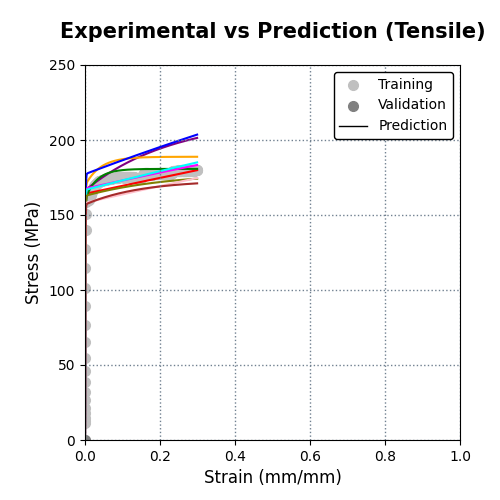 Experimental vs Prediction (Tensile)
250
200
150
100
50
0
Stress (MPa)
Training
Validation
Prediction
0.0 0.2 0.4 0.6 0.8 1.0
Strain (mm/mm)